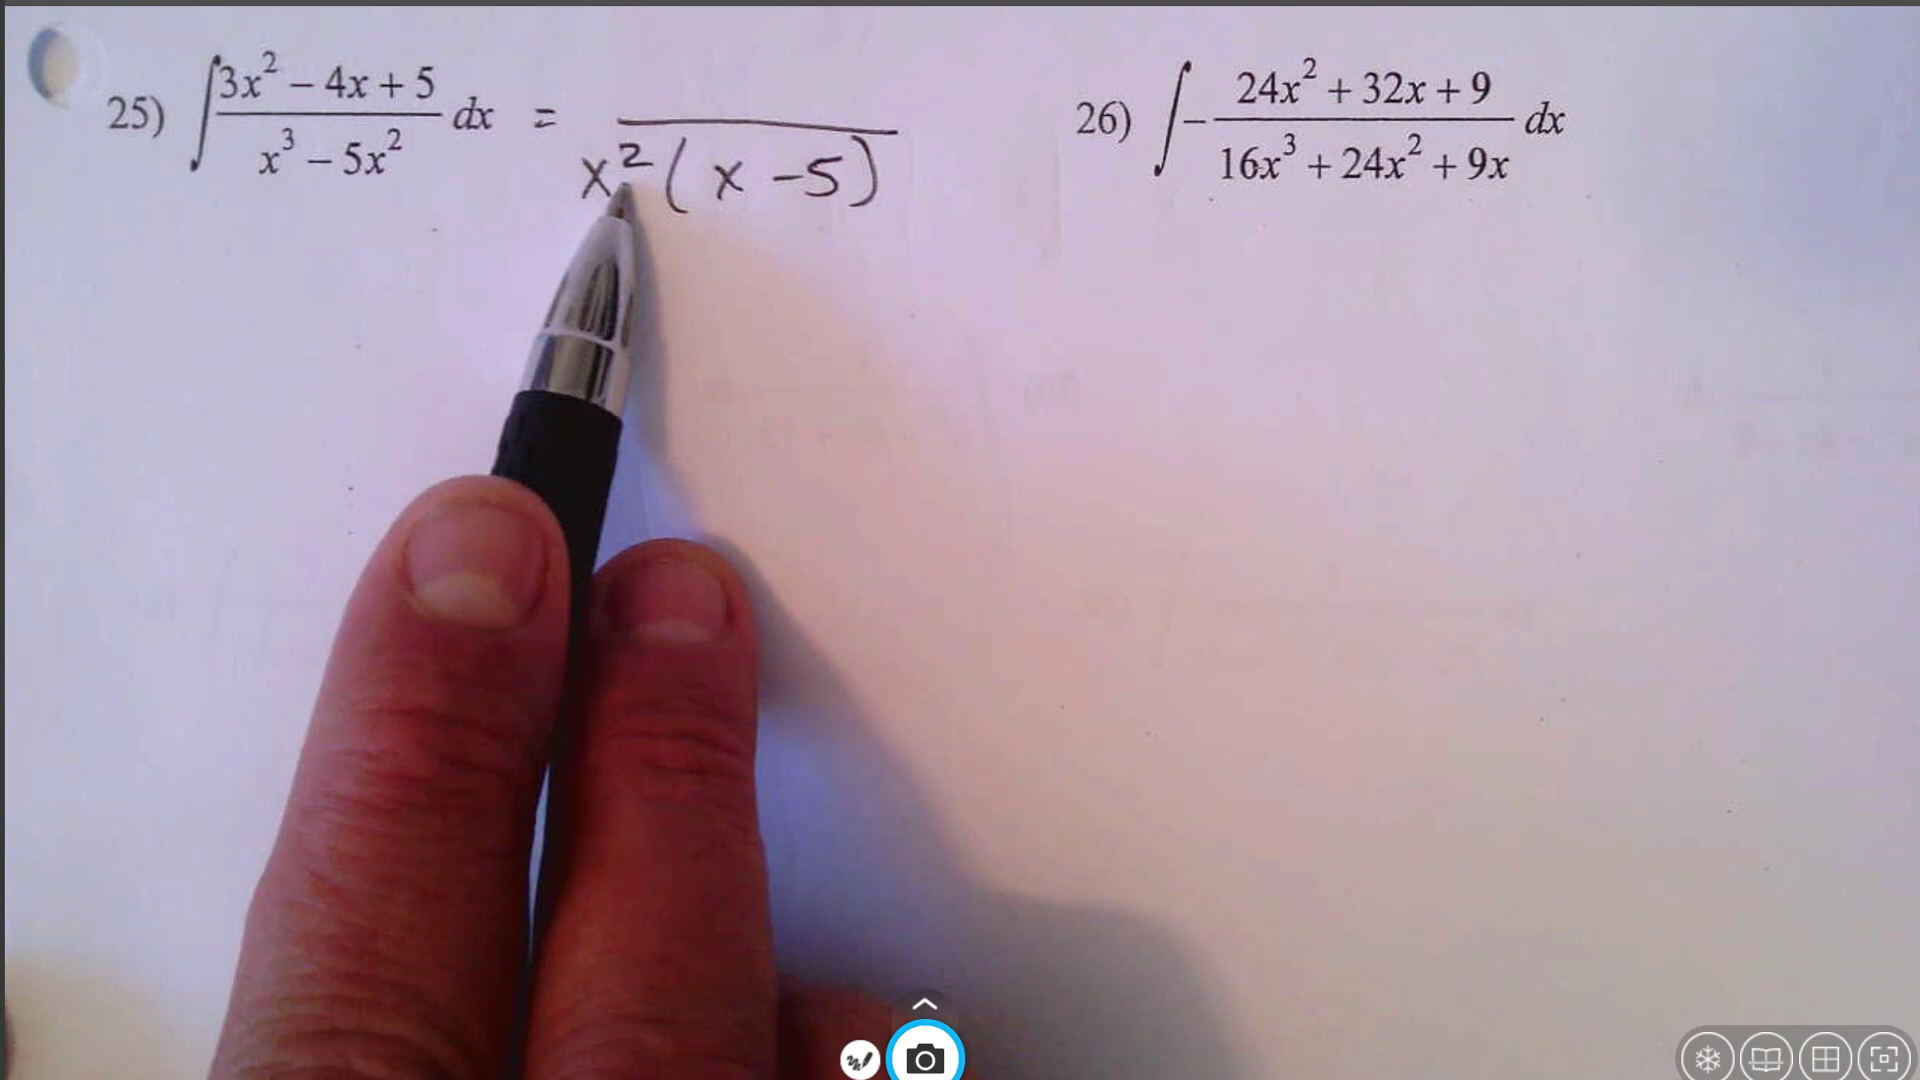 25) ∫ (3x² − 4x + 5)/(x³ − 5x²) dx = ―/(x²(x − 5))
26) ∫ − (24x² + 32x + 9)/(16x³ + 24x² + 9x) dx